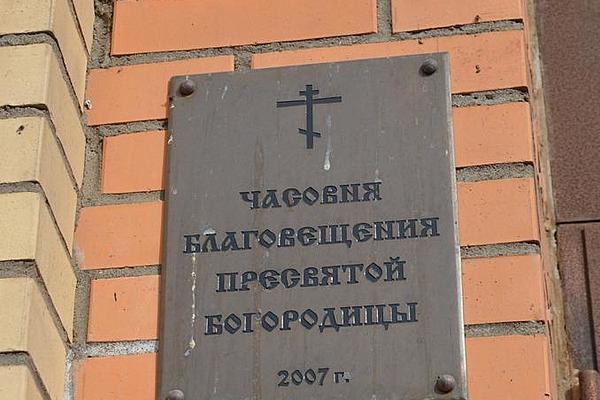 ЧАСОВНЯ
БЛАГОВЕЩЕНИЯ
ПРЕСВЯТОЙ
БОГОРОДИЦЫ
2007 г.